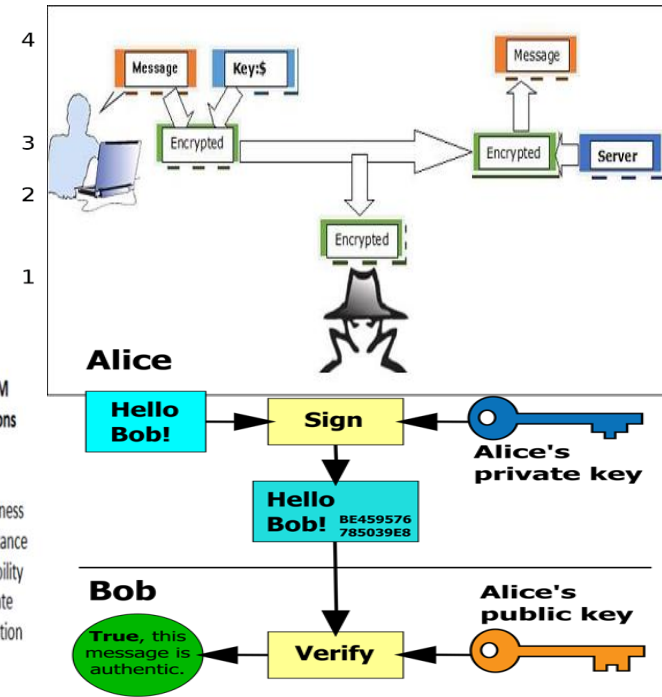 4
Message
Key:$
Message
3
Encrypted
Encrypted
Server
2
Encrypted
1
Alice
Hello
Bob!
Sign
Alice's
private key
Hello
Bob!
BE459576
785039E8
Bob
Alice's
public key
True, this
message is
authentic.
Verify